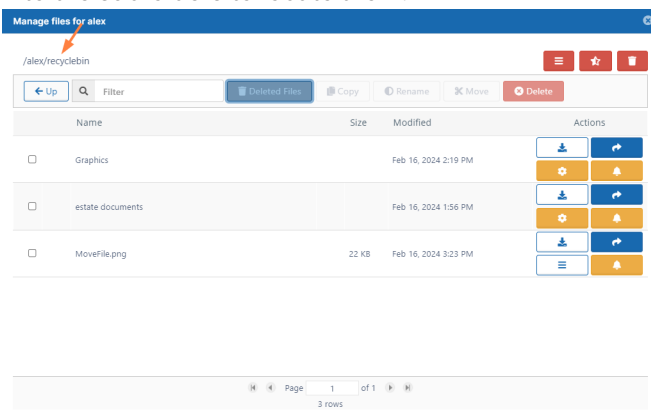 Manage files for alex
/alex/recyclebin
Up Filter Deleted Files Copy Rename Move Delete
Name Size Modified Actions
Graphics Feb 16, 2024 2:19 PM
estate documents Feb 16, 2024 1:56 PM
MoveFile.png 22 KB Feb 16, 2024 3:23 PM
Page 1 of 1
3 rows